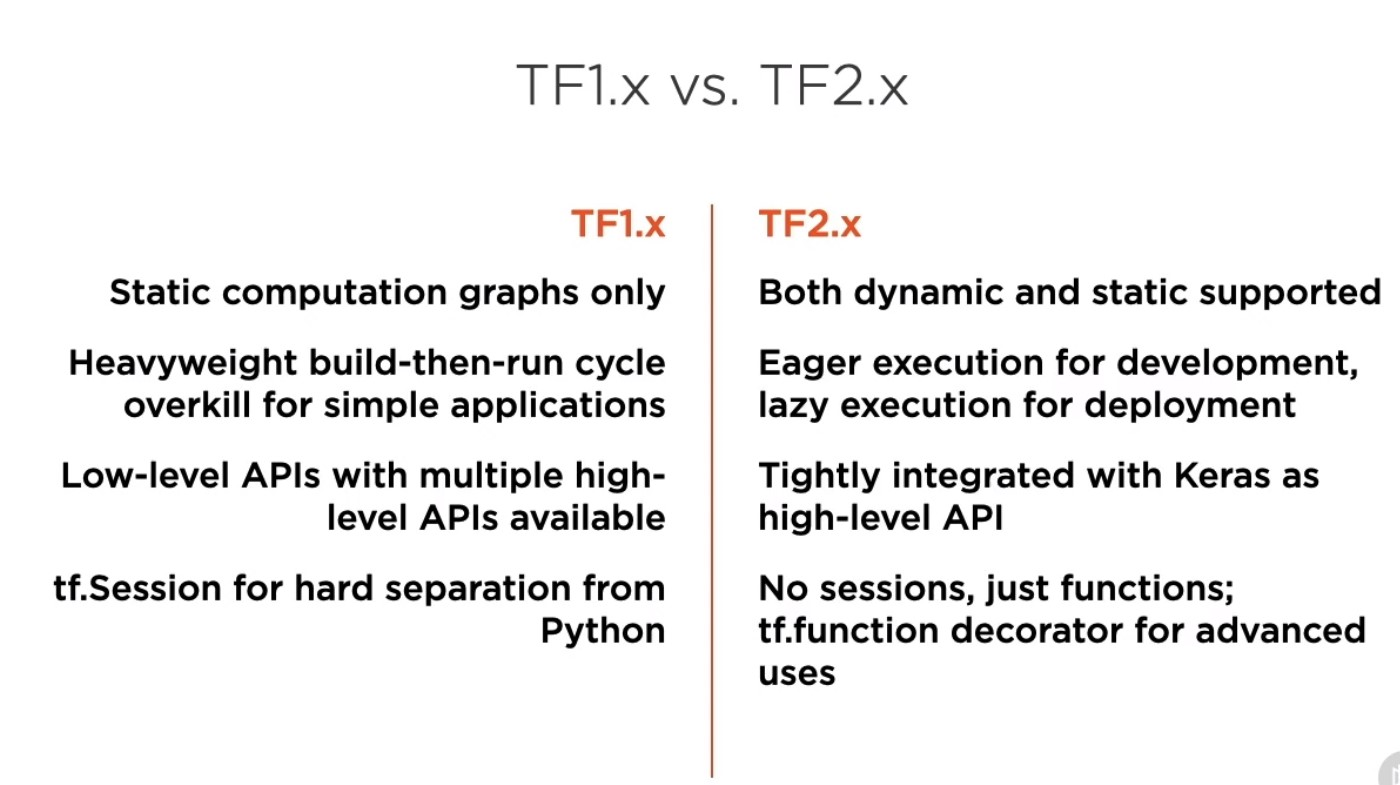 TF1.x vs. TF2.x
TF1.x
Static computation graphs only
Heavyweight build-then-run cycle
overkill for simple applications
Low-level APIs with multiple high-
level APIs available
tf.Session for hard separation from
Python
TF2.x
Both dynamic and static supported
Eager execution for development,
lazy execution for deployment
Tightly integrated with Keras as
high-level API
No sessions, just functions;
tf.function decorator for advanced
uses